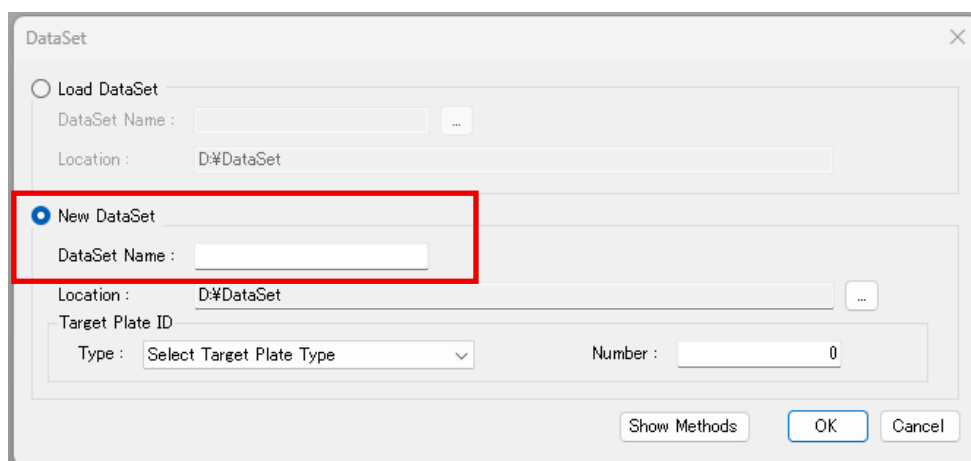 DataSet
Load DataSet
DataSet Name :
...
Location : D:¥DataSet
New DataSet
DataSet Name :
Location : D:¥DataSet ...
Target Plate ID
Type : Select Target Plate Type Number : 0
Show Methods OK Cancel